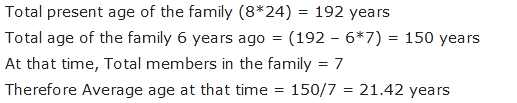 Total present age of the family (8*24) = 192 years
Total age of the family 6 years ago = (192 – 6*7) = 150 years
At that time, Total members in the family = 7
Therefore Average age at that time = 150/7 = 21.42 years